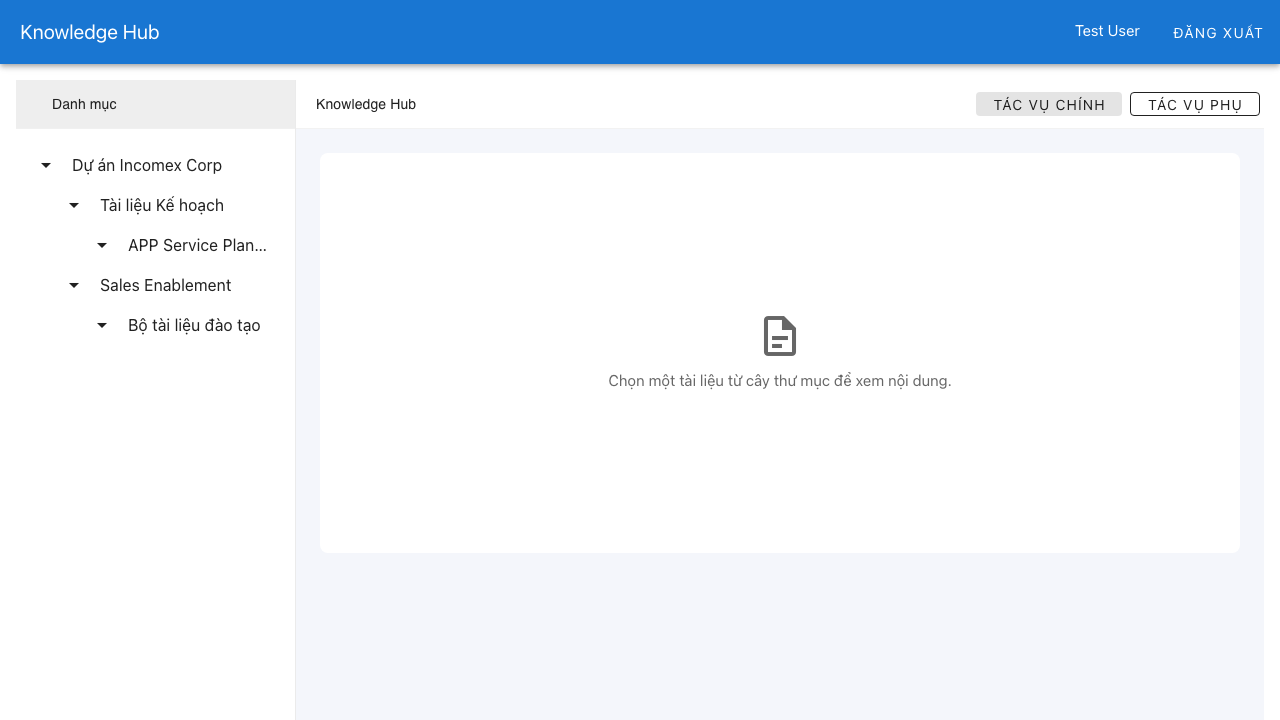 Knowledge Hub
Test User
ĐĂNG XUẤT
Danh mục
Knowledge Hub
TÁC VỤ CHÍNH
TÁC VỤ PHỤ
Dự án Incomex Corp
Tài liệu Kế hoạch
APP Service Plan...
Sales Enablement
Bộ tài liệu đào tạo
Chọn một tài liệu từ cây thư mục để xem nội dung.